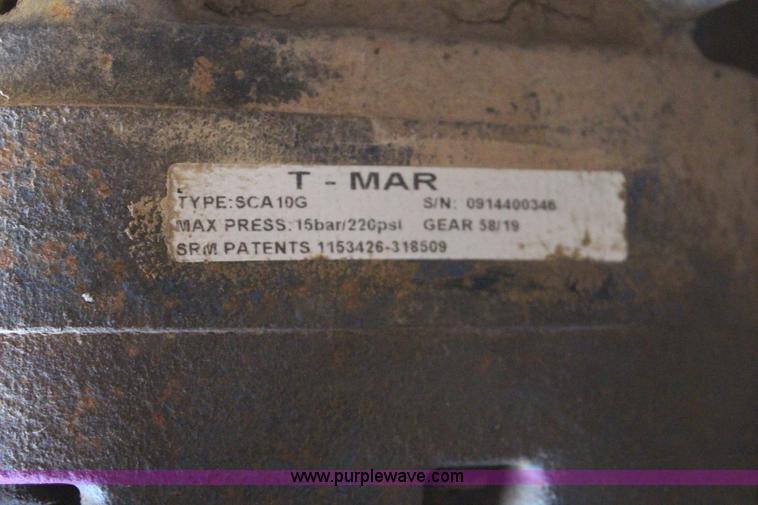 T - MAR
TYPE:SCA10G S/N: 0914400346
MAX PRESS:15bar/220psi GEAR 58/19
SRM PATENTS 1153426-318509
www.purplewave.com